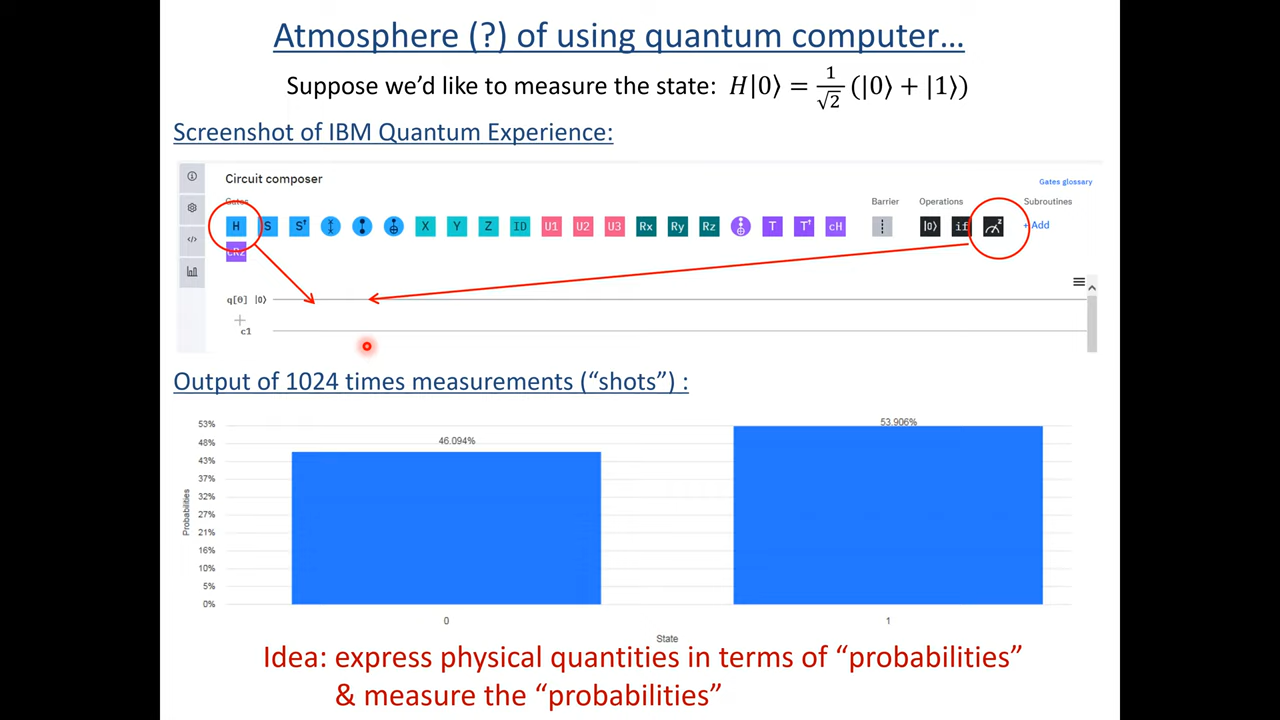 Atmosphere (?) of using quantum computer…
Suppose we’d like to measure the state: H|0⟩ = 1/√2 (|0⟩ + |1⟩)
Screenshot of IBM Quantum Experience:
Circuit composer
Gates glossary
Gates Barrier Operations Subroutines
H S S† X Y Z ID U1 U2 U3 Rx Ry Rz T T† cH |0⟩ if z + Add
CRZ
q[0] |0⟩
c1
Output of 1024 times measurements (“shots”) :
53%
53.906%
48%
46.094%
43%
37%
32%
27%
21%
16%
10%
5%
0%
Probabilities
0 1
State
Idea: express physical quantities in terms of “probabilities”
& measure the “probabilities”